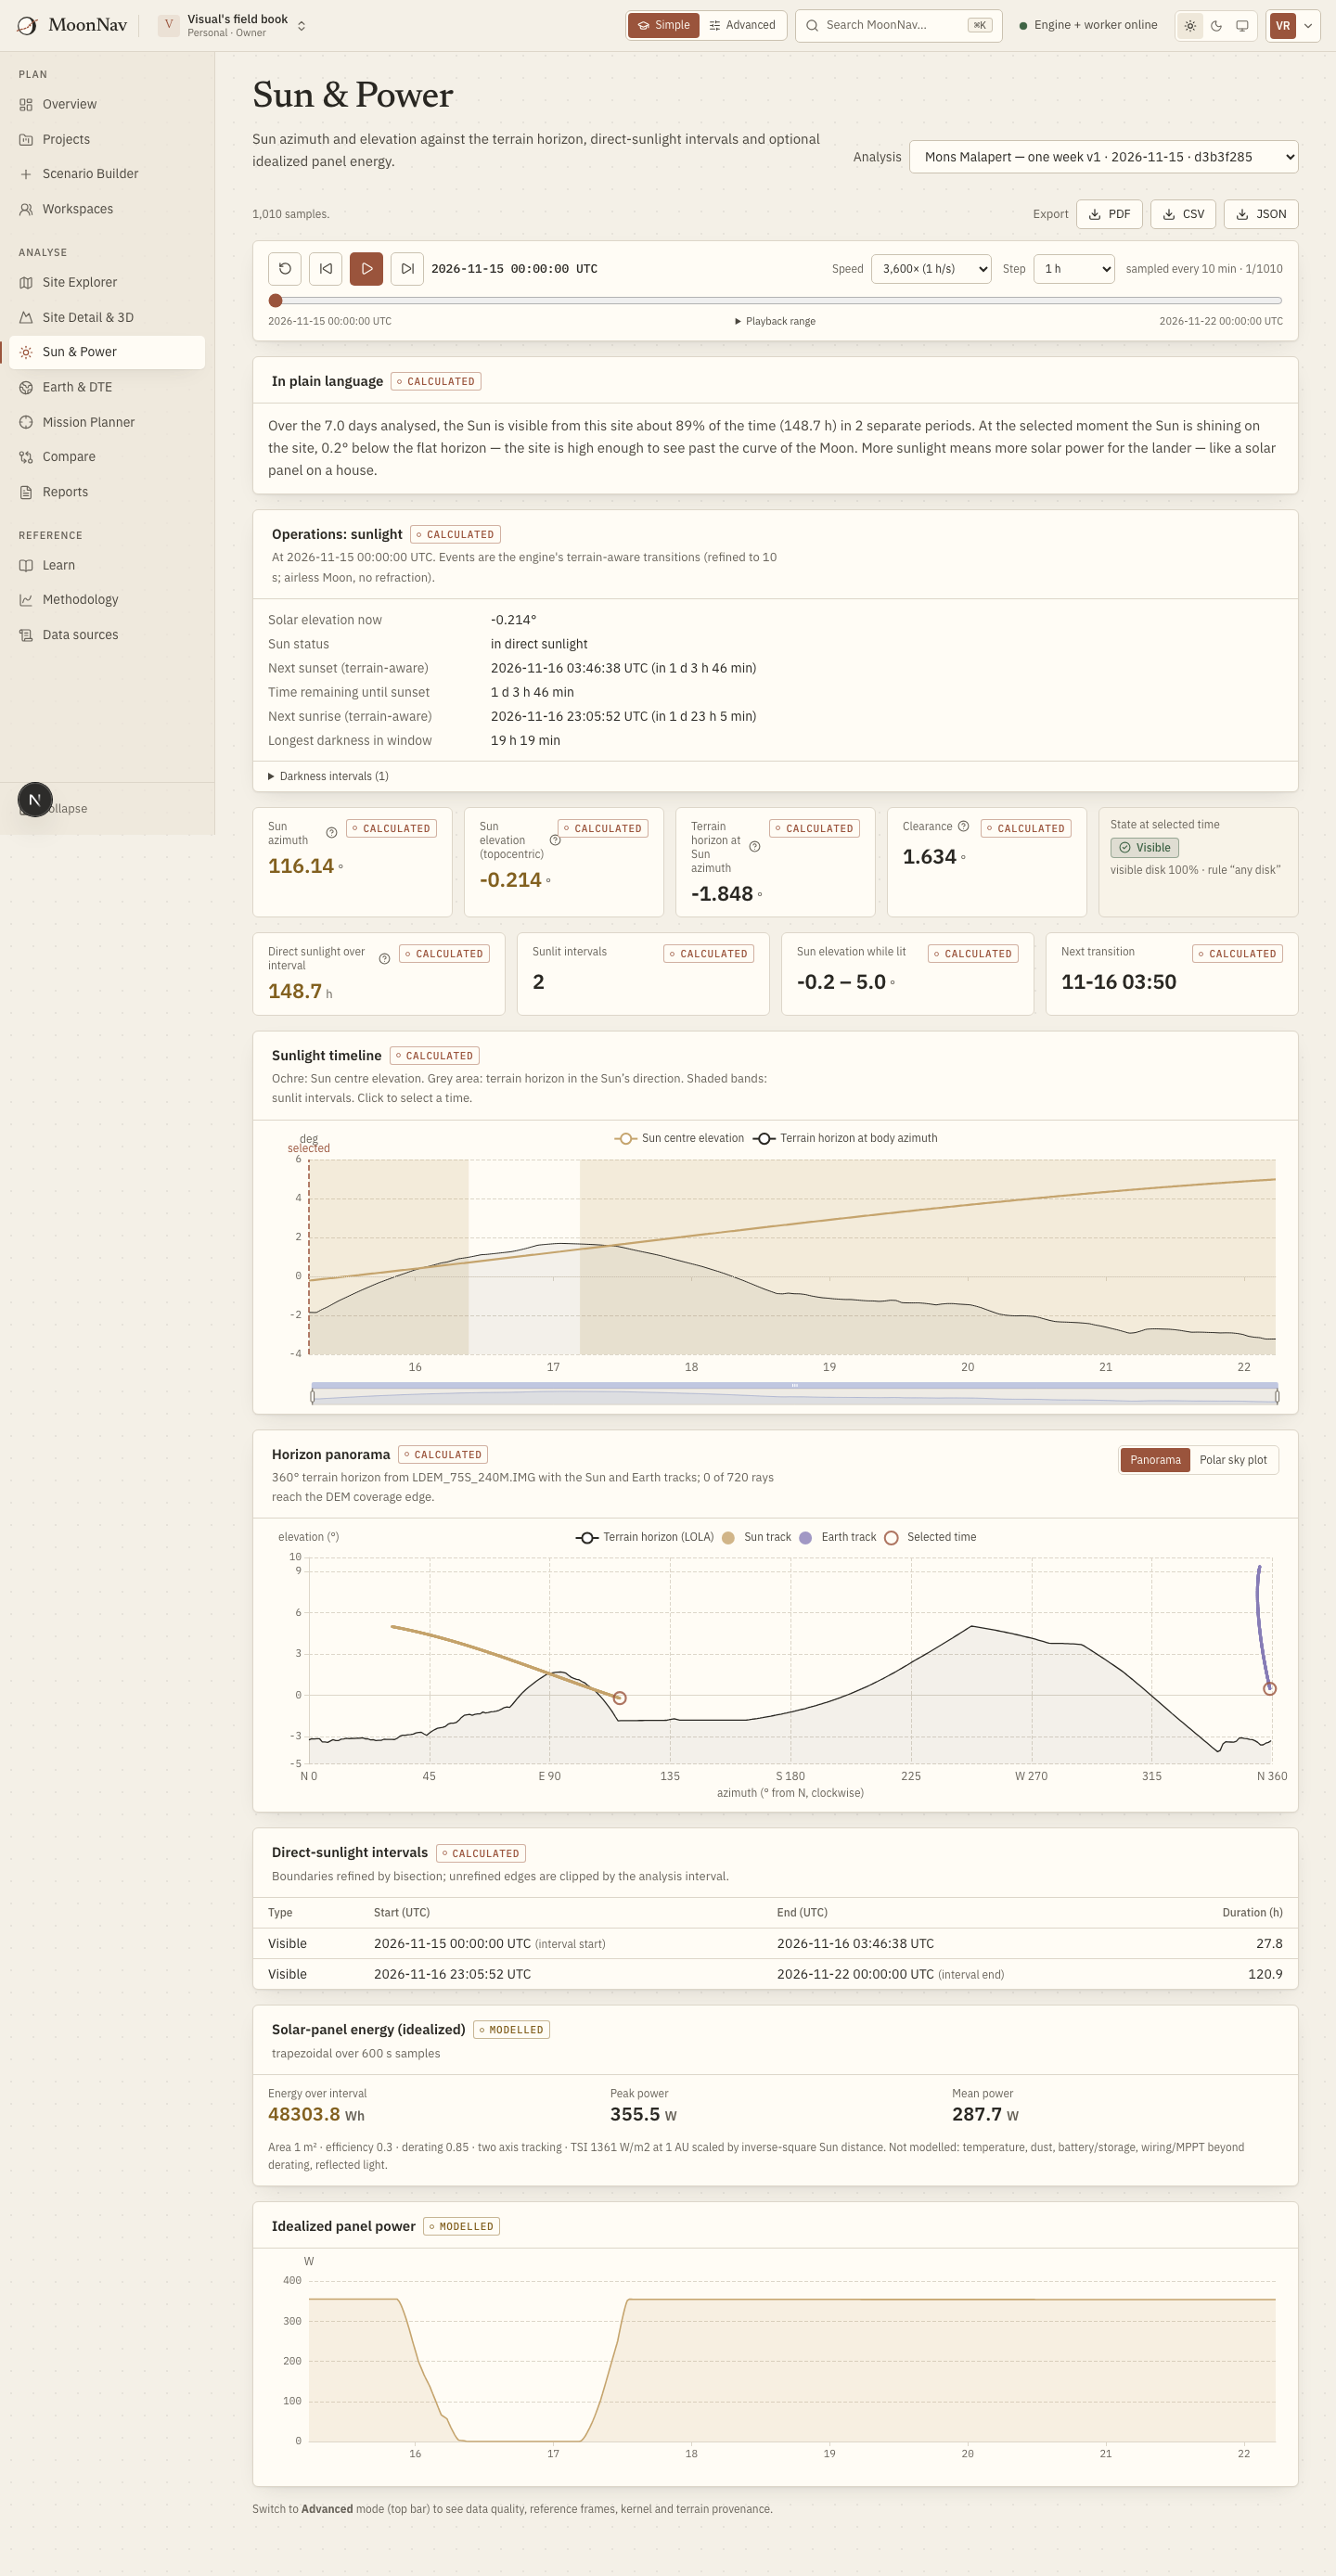 MoonNav
V
Visual's field book
Personal · Owner
Simple
Advanced
Search MoonNav...
⌘K
Engine + worker online
VR
PLAN
Overview
Projects
Scenario Builder
Workspaces
ANALYSE
Site Explorer
Site Detail & 3D
Sun & Power
Earth & DTE
Mission Planner
Compare
Reports
REFERENCE
Learn
Methodology
Data sources
N
ollapse
Sun & Power
Sun azimuth and elevation against the terrain horizon, direct-sunlight intervals and optional
idealized panel energy.
Analysis
Mons Malapert — one week v1 · 2026-11-15 · d3b3f285
1,010 samples.
Export
PDF
CSV
JSON
2026-11-15 00:00:00 UTC
Speed
3,600× (1 h/s)
Step
1 h
sampled every 10 min · 1/1010
2026-11-15 00:00:00 UTC
Playback range
2026-11-22 00:00:00 UTC
In plain language
CALCULATED
Over the 7.0 days analysed, the Sun is visible from this site about 89% of the time (148.7 h) in 2 separate periods. At the selected moment the Sun is shining on
the site, 0.2° below the flat horizon — the site is high enough to see past the curve of the Moon. More sunlight means more solar power for the lander — like a solar
panel on a house.
Operations: sunlight
CALCULATED
At 2026-11-15 00:00:00 UTC. Events are the engine's terrain-aware transitions (refined to 10
s; airless Moon, no refraction).
Solar elevation now
-0.214°
Sun status
in direct sunlight
Next sunset (terrain-aware)
2026-11-16 03:46:38 UTC (in 1 d 3 h 46 min)
Time remaining until sunset
1 d 3 h 46 min
Next sunrise (terrain-aware)
2026-11-16 23:05:52 UTC (in 1 d 23 h 5 min)
Longest darkness in window
19 h 19 min
Darkness intervals (1)
Sun
azimuth
CALCULATED
116.14 °
Sun
elevation
(topocentric)
CALCULATED
-0.214 °
Terrain
horizon at
Sun
azimuth
CALCULATED
-1.848 °
Clearance
CALCULATED
1.634 °
State at selected time
Visible
visible disk 100% · rule “any disk”
Direct sunlight over
interval
CALCULATED
148.7 h
Sunlit intervals
CALCULATED
2
Sun elevation while lit
CALCULATED
-0.2 – 5.0 °
Next transition
CALCULATED
11-16 03:50
Sunlight timeline
CALCULATED
Ochre: Sun centre elevation. Grey area: terrain horizon in the Sun's direction. Shaded bands:
sunlit intervals. Click to select a time.
deg
selected
Sun centre elevation
Terrain horizon at body azimuth
6
4
2
0
-2
-4
16
17
18
19
20
21
22
Horizon panorama
CALCULATED
360° terrain horizon from LDEM_75S_240M.IMG with the Sun and Earth tracks; 0 of 720 rays
reach the DEM coverage edge.
Panorama
Polar sky plot
elevation (°)
Terrain horizon (LOLA)
Sun track
Earth track
Selected time
10
9
6
3
0
-3
-5
N 0
45
E 90
135
S 180
225
W 270
315
N 360
azimuth (° from N, clockwise)
Direct-sunlight intervals
CALCULATED
Boundaries refined by bisection; unrefined edges are clipped by the analysis interval.
Type
Start (UTC)
End (UTC)
Duration (h)
Visible
2026-11-15 00:00:00 UTC (interval start)
2026-11-16 03:46:38 UTC
27.8
Visible
2026-11-16 23:05:52 UTC
2026-11-22 00:00:00 UTC (interval end)
120.9
Solar-panel energy (idealized)
MODELLED
trapezoidal over 600 s samples
Energy over interval
48303.8 Wh
Peak power
355.5 W
Mean power
287.7 W
Area 1 m² · efficiency 0.3 · derating 0.85 · two axis tracking · TSI 1361 W/m2 at 1 AU scaled by inverse-square Sun distance. Not modelled: temperature, dust, battery/storage, wiring/MPPT beyond
derating, reflected light.
Idealized panel power
MODELLED
W
400
300
200
100
0
16
17
18
19
20
21
22
Switch to Advanced mode (top bar) to see data quality, reference frames, kernel and terrain provenance.